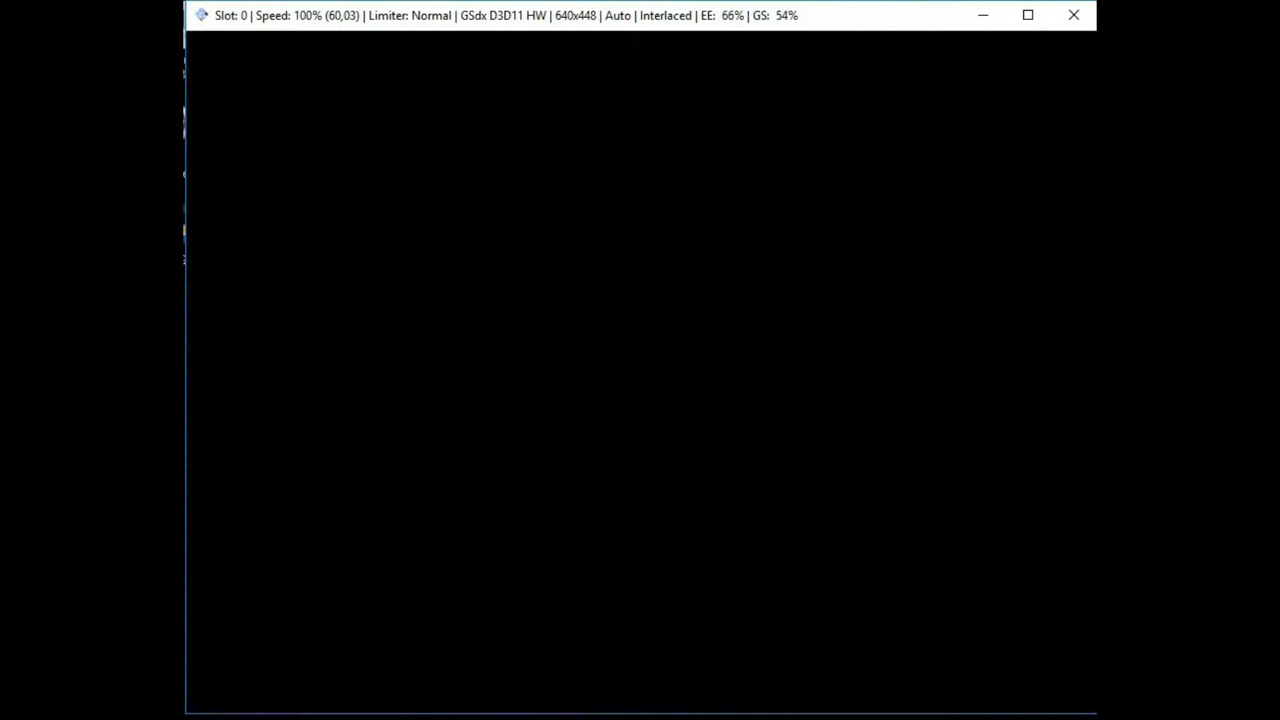 Slot: 0 | Speed: 100% (60,03) | Limiter: Normal | GSdx D3D11 HW | 640x448 | Auto | Interlaced | EE:  66% | GS:  54%